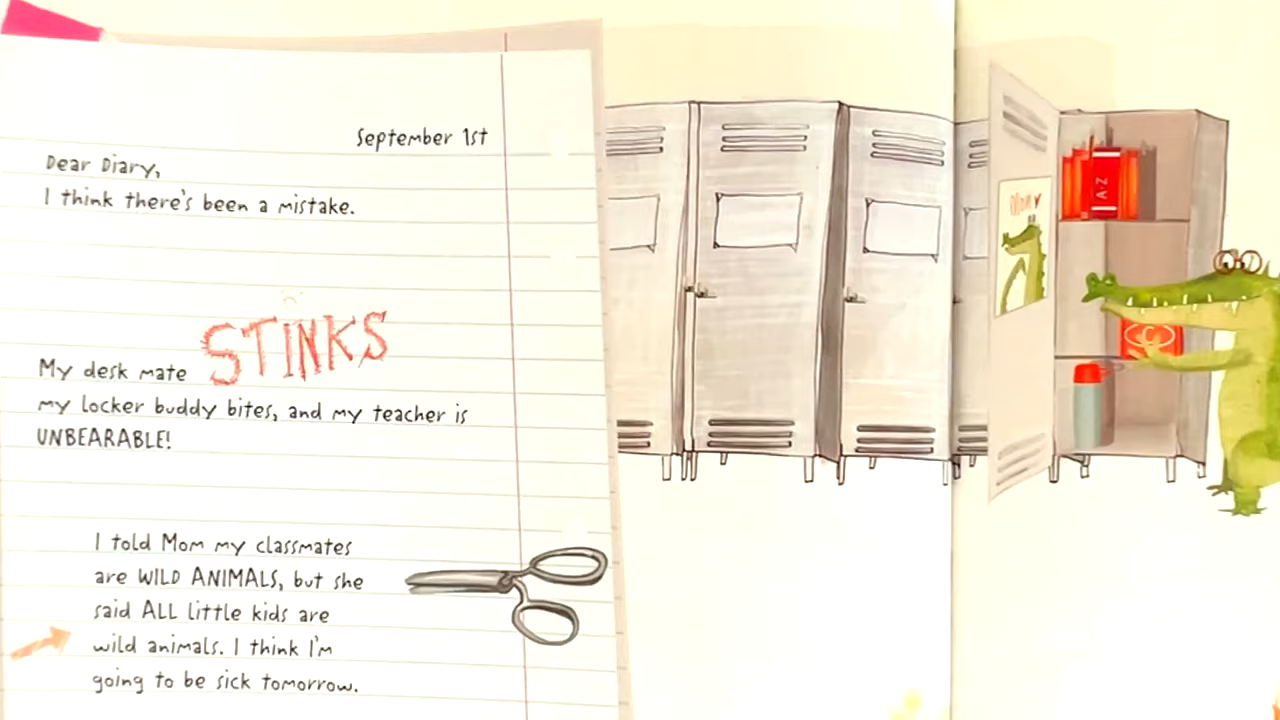 September 1st
Dear Diary,
I think there's been a mistake.
My desk mate STINKS
my locker buddy bites, and my teacher is
UNBEARABLE!
I told Mom my classmates
are WILD ANIMALS, but she
said ALL little kids are
wild animals. I think I'm
going to be sick tomorrow.
Mom
A-Z
C